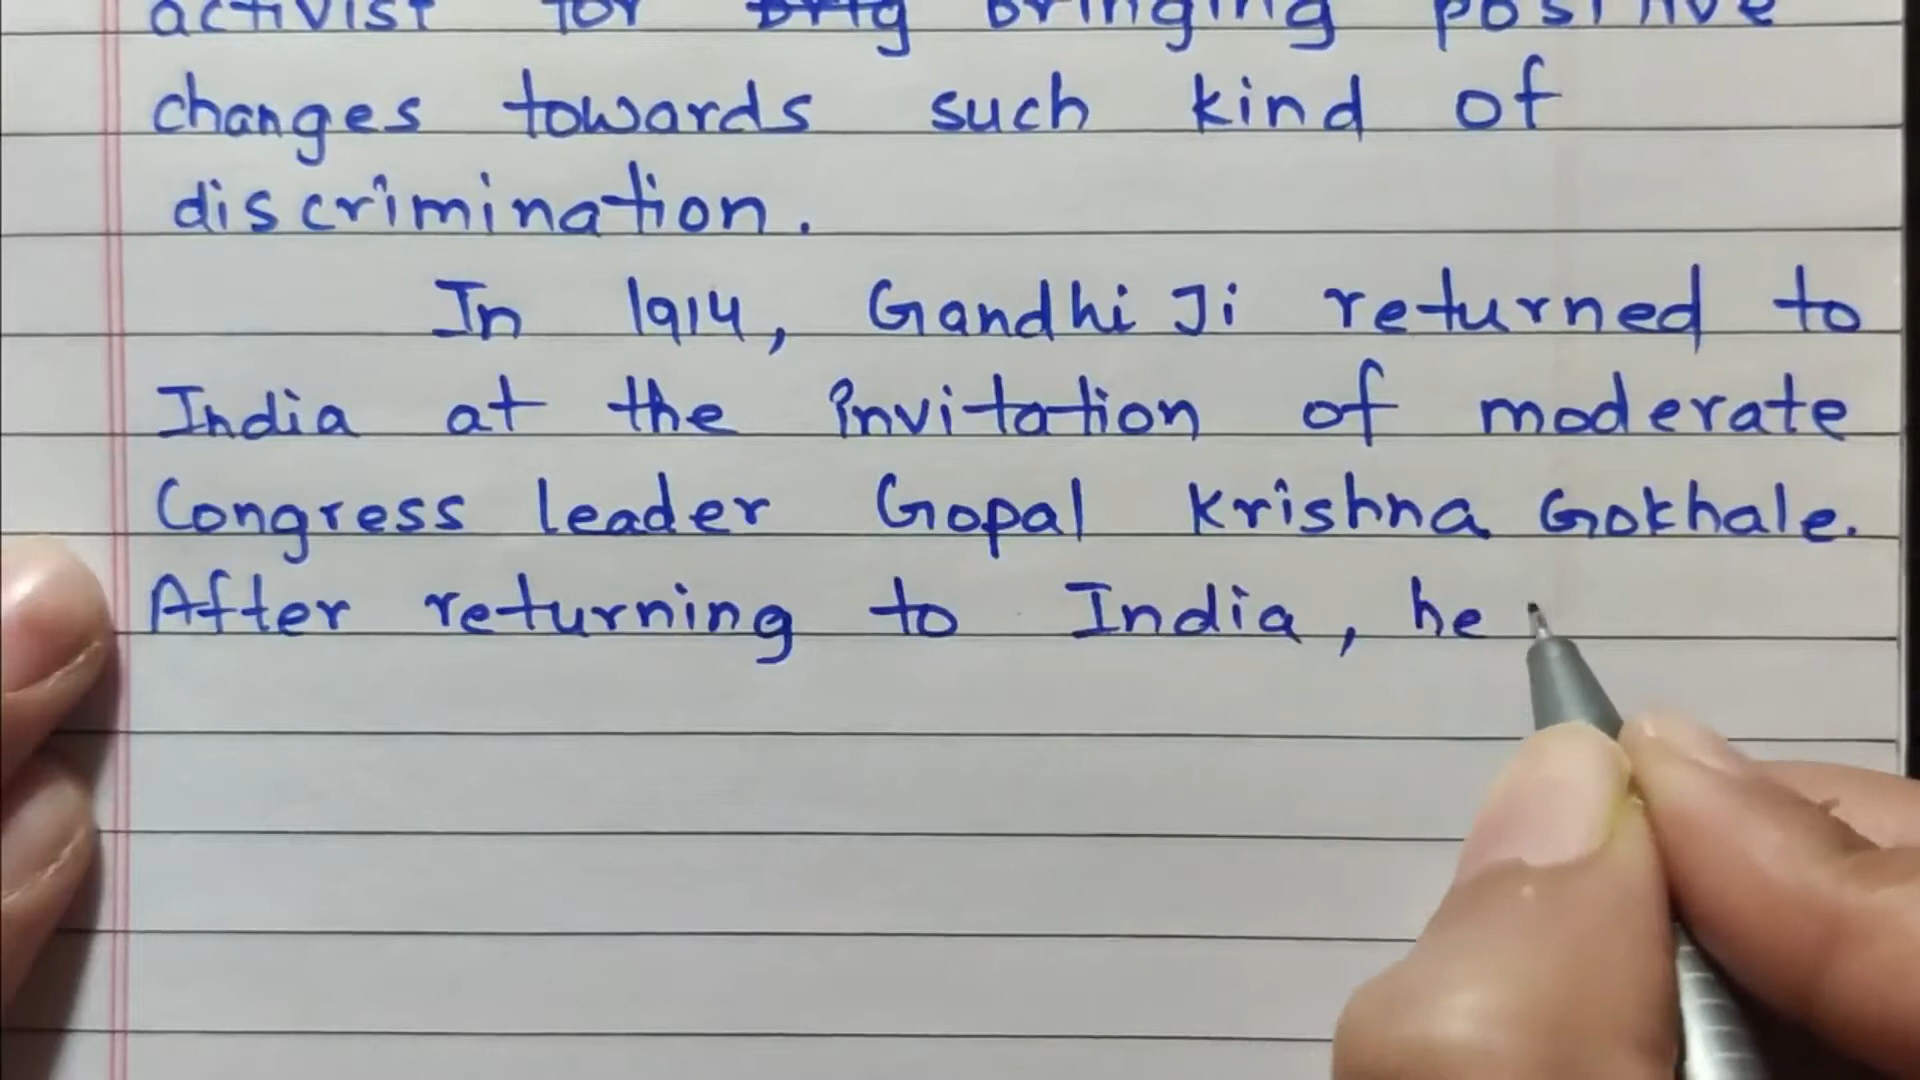 activist for bringing positive
changes towards such kind of
discrimination.
In 1914, Gandhi Ji returned to
India at the invitation of moderate
Congress leader Gopal Krishna Gokhale.
After returning to India, he